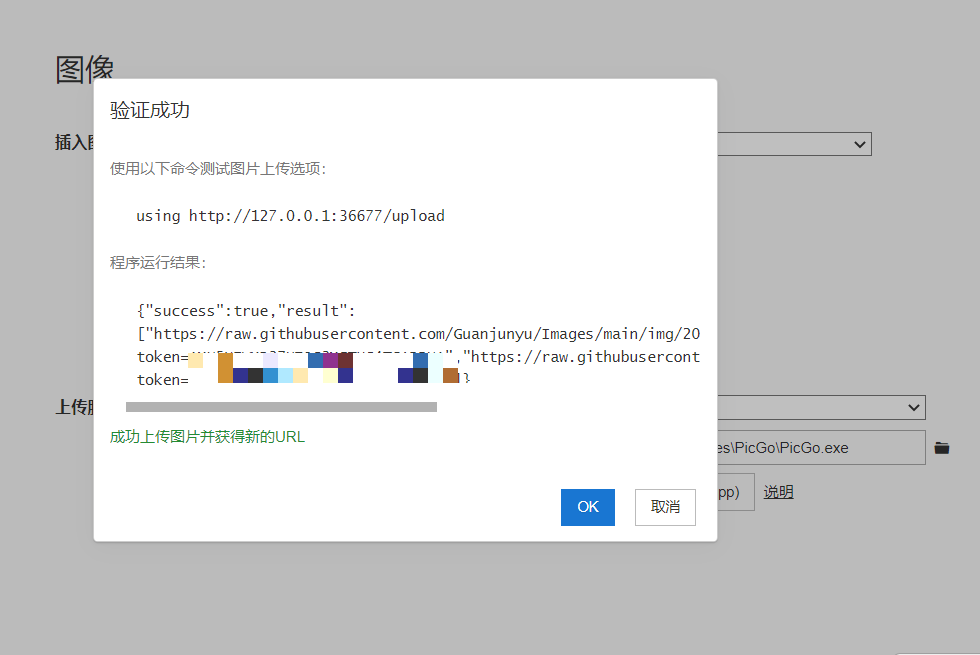 图像
验证成功
插入
使用以下命令测试图片上传选项:
using http://127.0.0.1:36677/upload
程序运行结果:
{"success":true,"result":
["https://raw.githubusercontent.com/Guanjunyu/Images/main/img/20
token= ","https://raw.githubusercont
token= ]}
上传
成功上传图片并获得新的URL
es\PicGo\PicGo.exe
pp)
说明
OK
取消